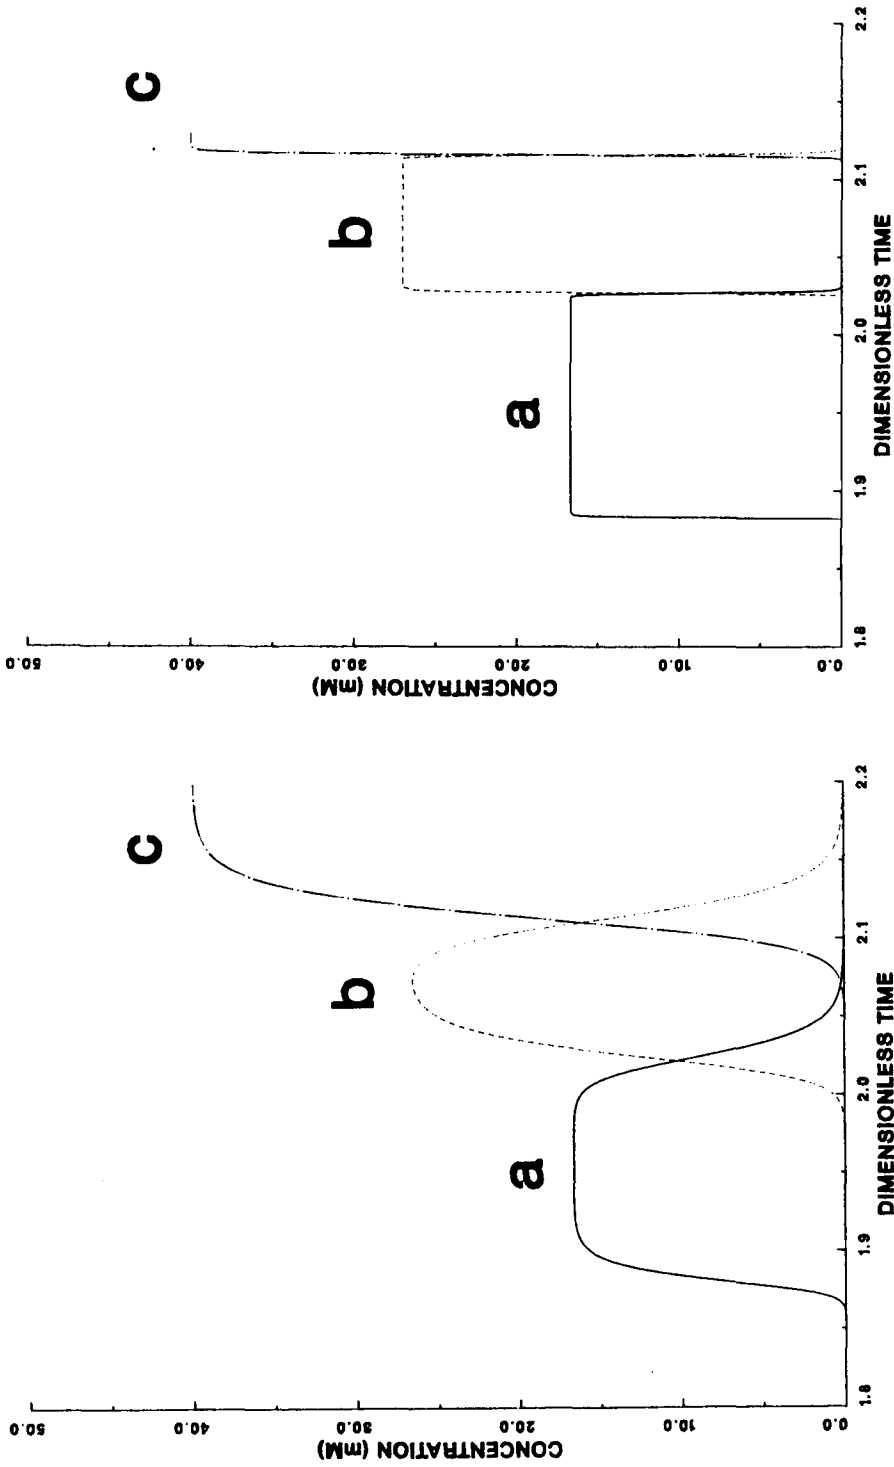 50.0
40.0
30.0
20.0
10.0
0.0
CONCENTRATION (mM)
1.8
1.9
2.0
2.1
2.2
DIMENSIONLESS TIME
a
b
c
50.0
40.0
30.0
20.0
10.0
0.0
CONCENTRATION (mM)
1.8
1.9
2.0
2.1
2.2
DIMENSIONLESS TIME
a
b
c